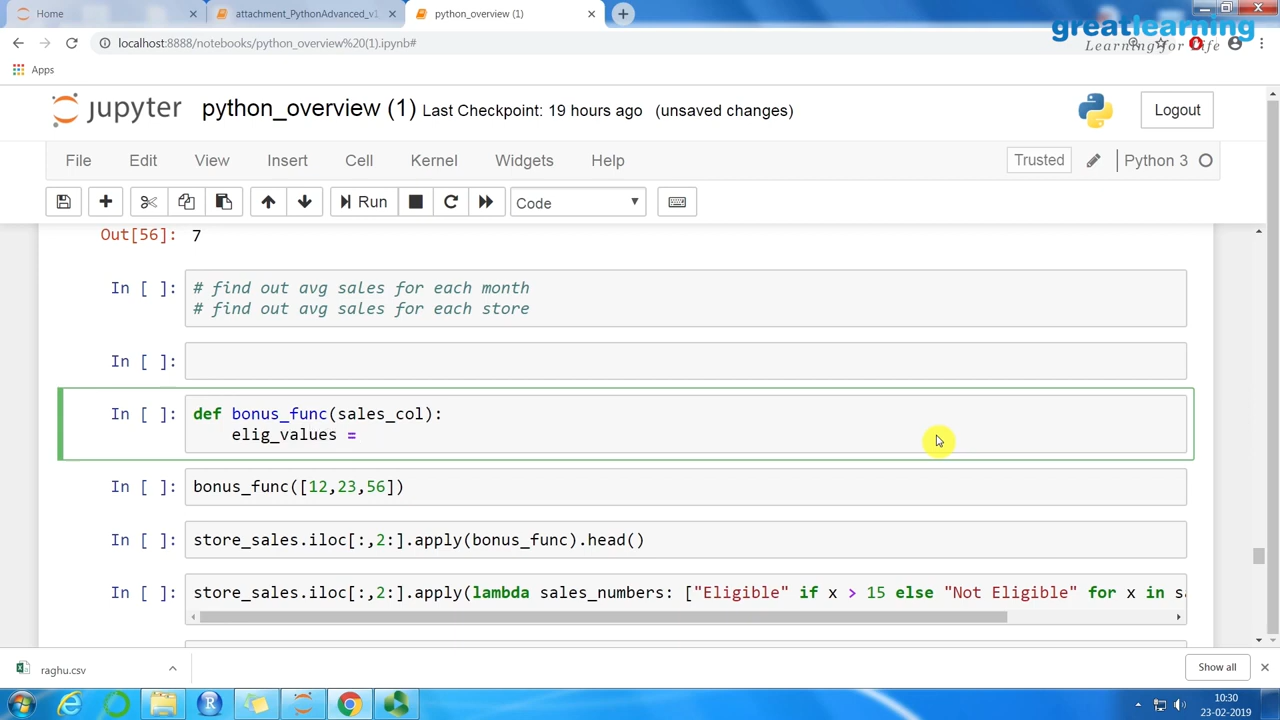 Home
attachment_PythonAdvanced_v1
python_overview (1)
localhost:8888/notebooks/python_overview%20(1).ipynb#
greatlearning
Learning for Life
Apps
jupyter python_overview (1) Last Checkpoint: 19 hours ago (unsaved changes)
Logout
File Edit View Insert Cell Kernel Widgets Help
Trusted
Python 3
Run
Code
Out[56]: 7
In [ ]: # find out avg sales for each month
# find out avg sales for each store
In [ ]:
In [ ]: def bonus_func(sales_col):
elig_values =
In [ ]: bonus_func([12,23,56])
In [ ]: store_sales.iloc[:,2:].apply(bonus_func).head()
In [ ]: store_sales.iloc[:,2:].apply(lambda sales_numbers: ["Eligible" if x > 15 else "Not Eligible" for x in
raghu.csv
Show all
10:30
23-02-2019